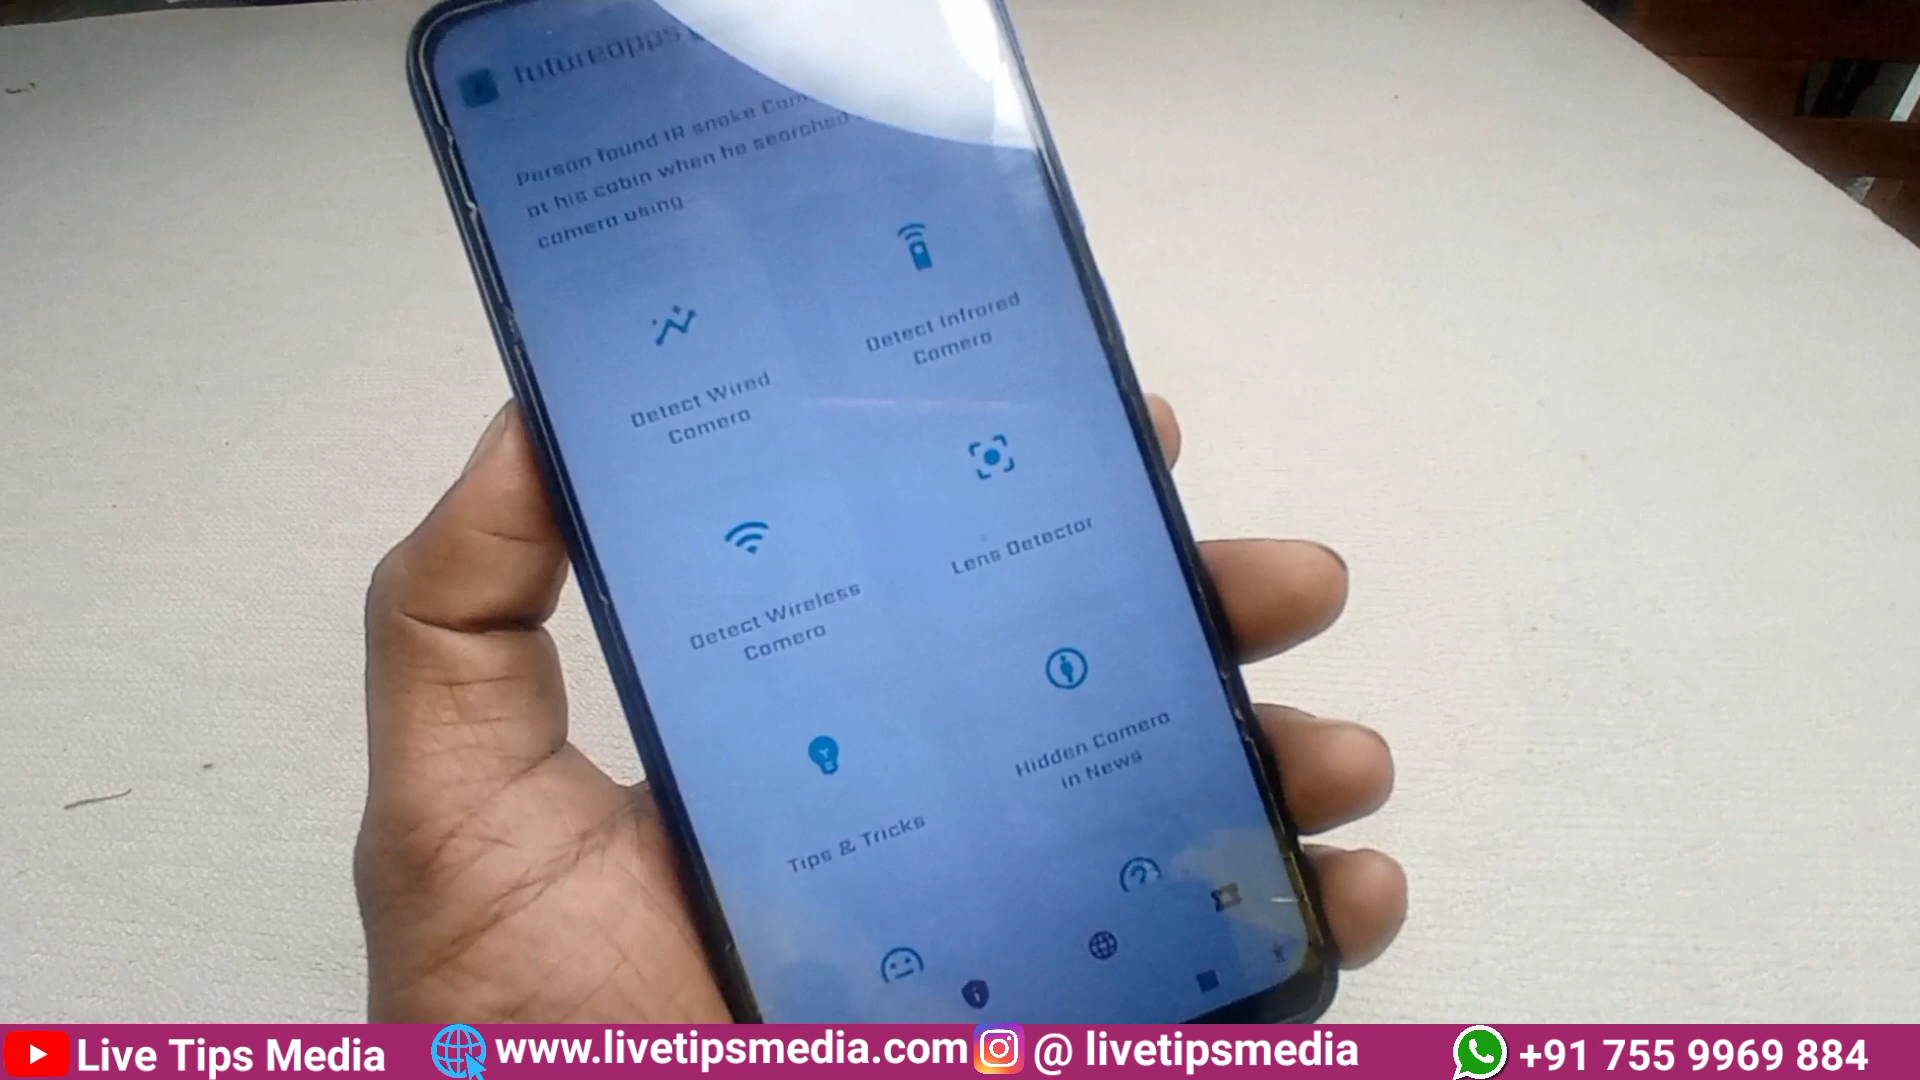 futureapps
Person found IR snake Cam
at his cabin when he searched
camera using
Detect Wired
Camera
Detect Infrared
Camera
Detect Wireless
Camera
Lens Detector
Tips & Tricks
Hidden Camera
in News
Live Tips Media
www.livetipsmedia.com
@ livetipsmedia
+91 755 9969 884